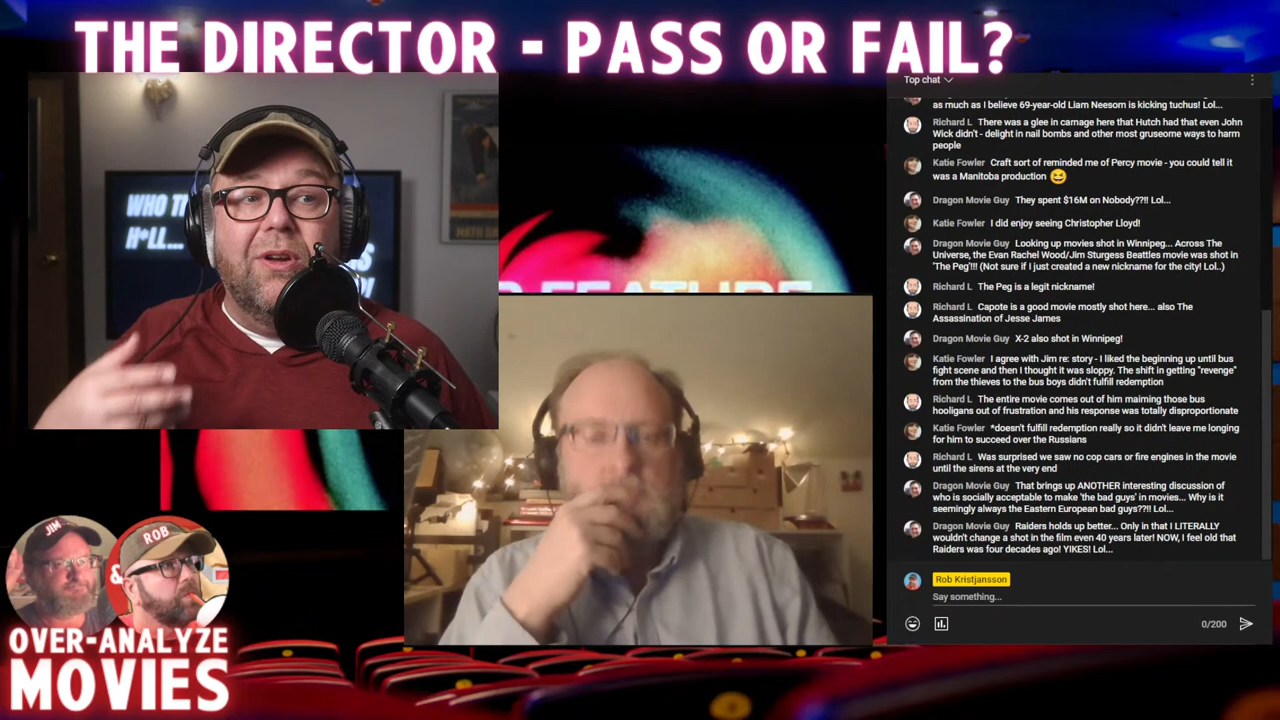 THE DIRECTOR - PASS OR FAIL?
WHO
H*LL...
FEATURE
JIM
ROB
&
OVER-ANALYZE
MOVIES
Top chat
as much as I believe 69-year-old Liam Neesom is kicking tuchus! Lol...
Richard L There was a glee in carnage here that Hutch had that even John
Wick didn't - delight in nail bombs and other most gruseome ways to harm
people
Katie Fowler Craft sort of reminded me of Percy movie - you could tell it
was a Manitoba production 😆
Dragon Movie Guy They spent $16M on Nobody??!! Lol...
Katie Fowler I did enjoy seeing Christopher Lloyd!
Dragon Movie Guy Looking up movies shot in Winnipeg... Across The
Universe, the Evan Rachel Wood/Jim Sturgess Beattles movie was shot in
'The Peg'!!! (Not sure if I just created a new nickname for the city! Lol..)
Richard L The Peg is a legit nickname!
Richard L Capote is a good movie mostly shot here... also The
Assassination of Jesse James
Dragon Movie Guy X-2 also shot in Winnipeg!
Katie Fowler I agree with Jim re: story - I liked the beginning up until bus
fight scene and then I thought it was sloppy. The shift in getting "revenge"
from the thieves to the bus boys didn't fulfill redemption
Richard L The entire movie comes out of him maiming those bus
hooligans out of frustration and his response was totally disproportionate
Katie Fowler *doesn't fulfill redemption really so it didn't leave me longing
for him to succeed over the Russians
Richard L Was surprised we saw no cop cars or fire engines in the movie
until the sirens at the very end
Dragon Movie Guy That brings up ANOTHER interesting discussion of
who is socially acceptable to make 'the bad guys' in movies... Why is it
seemingly always the Eastern European bad guys??!! Lol...
Dragon Movie Guy Raiders holds up better... Only in that I LITERALLY
wouldn't change a shot in the film even 40 years later! NOW, I feel old that
Raiders was four decades ago! YIKES! Lol...
Rob Kristjansson
Say something...
0/200